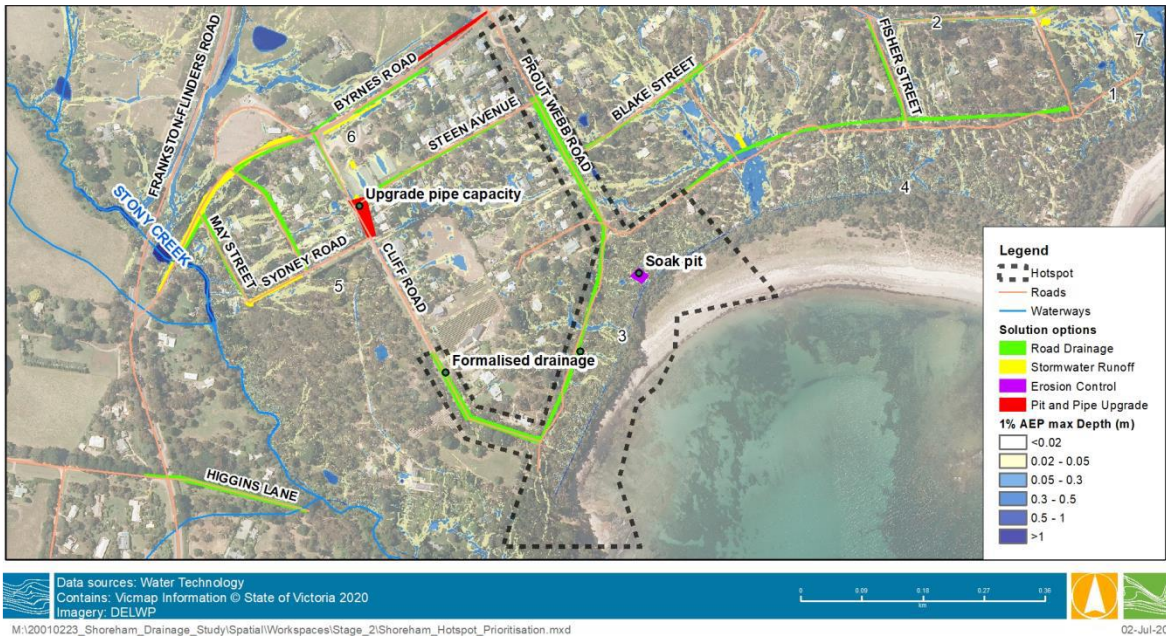 FRANKSTON-FLINDERS ROAD
BYRNES ROAD
PROUT WEBB ROAD
BLAKE STREET
FISHER STREET
2
7
1
STEEN AVENUE
6
4
Upgrade pipe capacity
STONY CREEK
MAY STREET
SYDNEY ROAD
5
CLIFF ROAD
Soak pit
3
Formalised drainage
HIGGINS LANE
Legend
Hotspot
Roads
Waterways
Solution options
Road Drainage
Stormwater Runoff
Erosion Control
Pit and Pipe Upgrade
1% AEP max Depth (m)
<0.02
0.02 - 0.05
0.05 - 0.3
0.3 - 0.5
0.5 - 1
>1
Data sources: Water Technology
Contains: Vicmap Information © State of Victoria 2020
Imagery: DELWP
0 0.09 0.18 0.27 0.36
km
M:\20010223_Shoreham_Drainage_Study\Spatial\Workspaces\Stage_2\Shoreham_Hotspot_Prioritisation.mxd
02-Jul-20